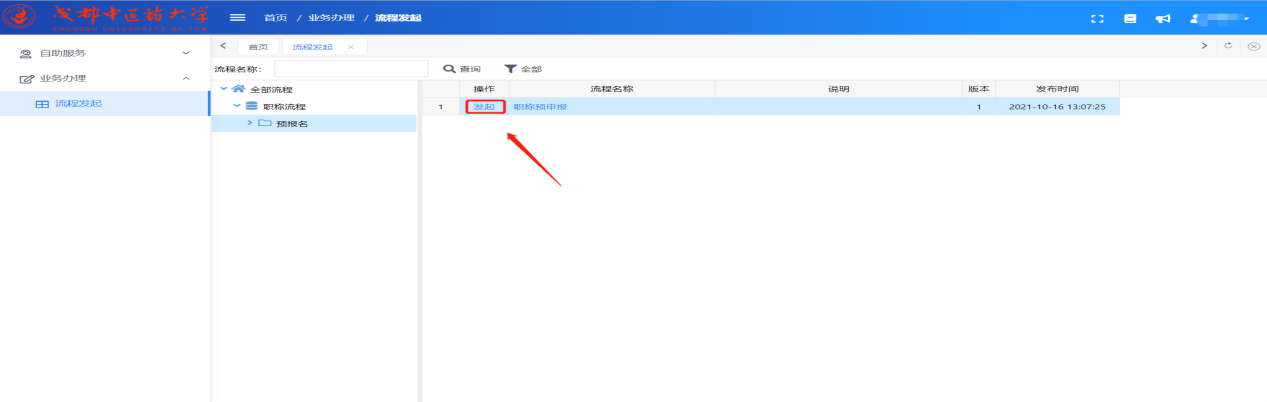 成都中医药大学
CHENGDU UNIVERSITY OF TCM
首页 / 业务办理 / 流程发起
自助服务
业务办理
流程发起
首页 流程发起
流程名称: 查询 全部
全部流程
职称流程
预报名
操作 流程名称 说明 版本 发布时间
1 发起 职称预申报 1 2021-10-16 13:07:25